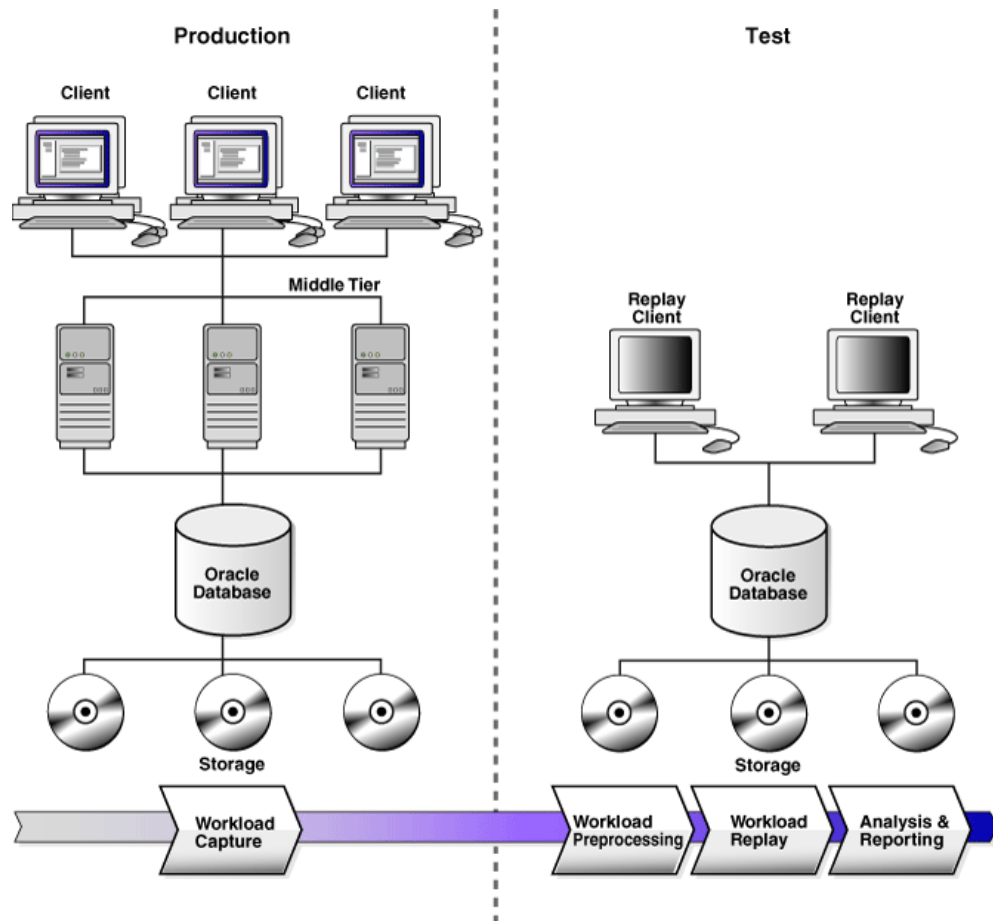 Production
Test
Client
Client
Client
Middle Tier
Replay
Client
Replay
Client
Oracle
Database
Oracle
Database
Storage
Storage
Workload
Capture
Workload
Preprocessing
Workload
Replay
Analysis &
Reporting